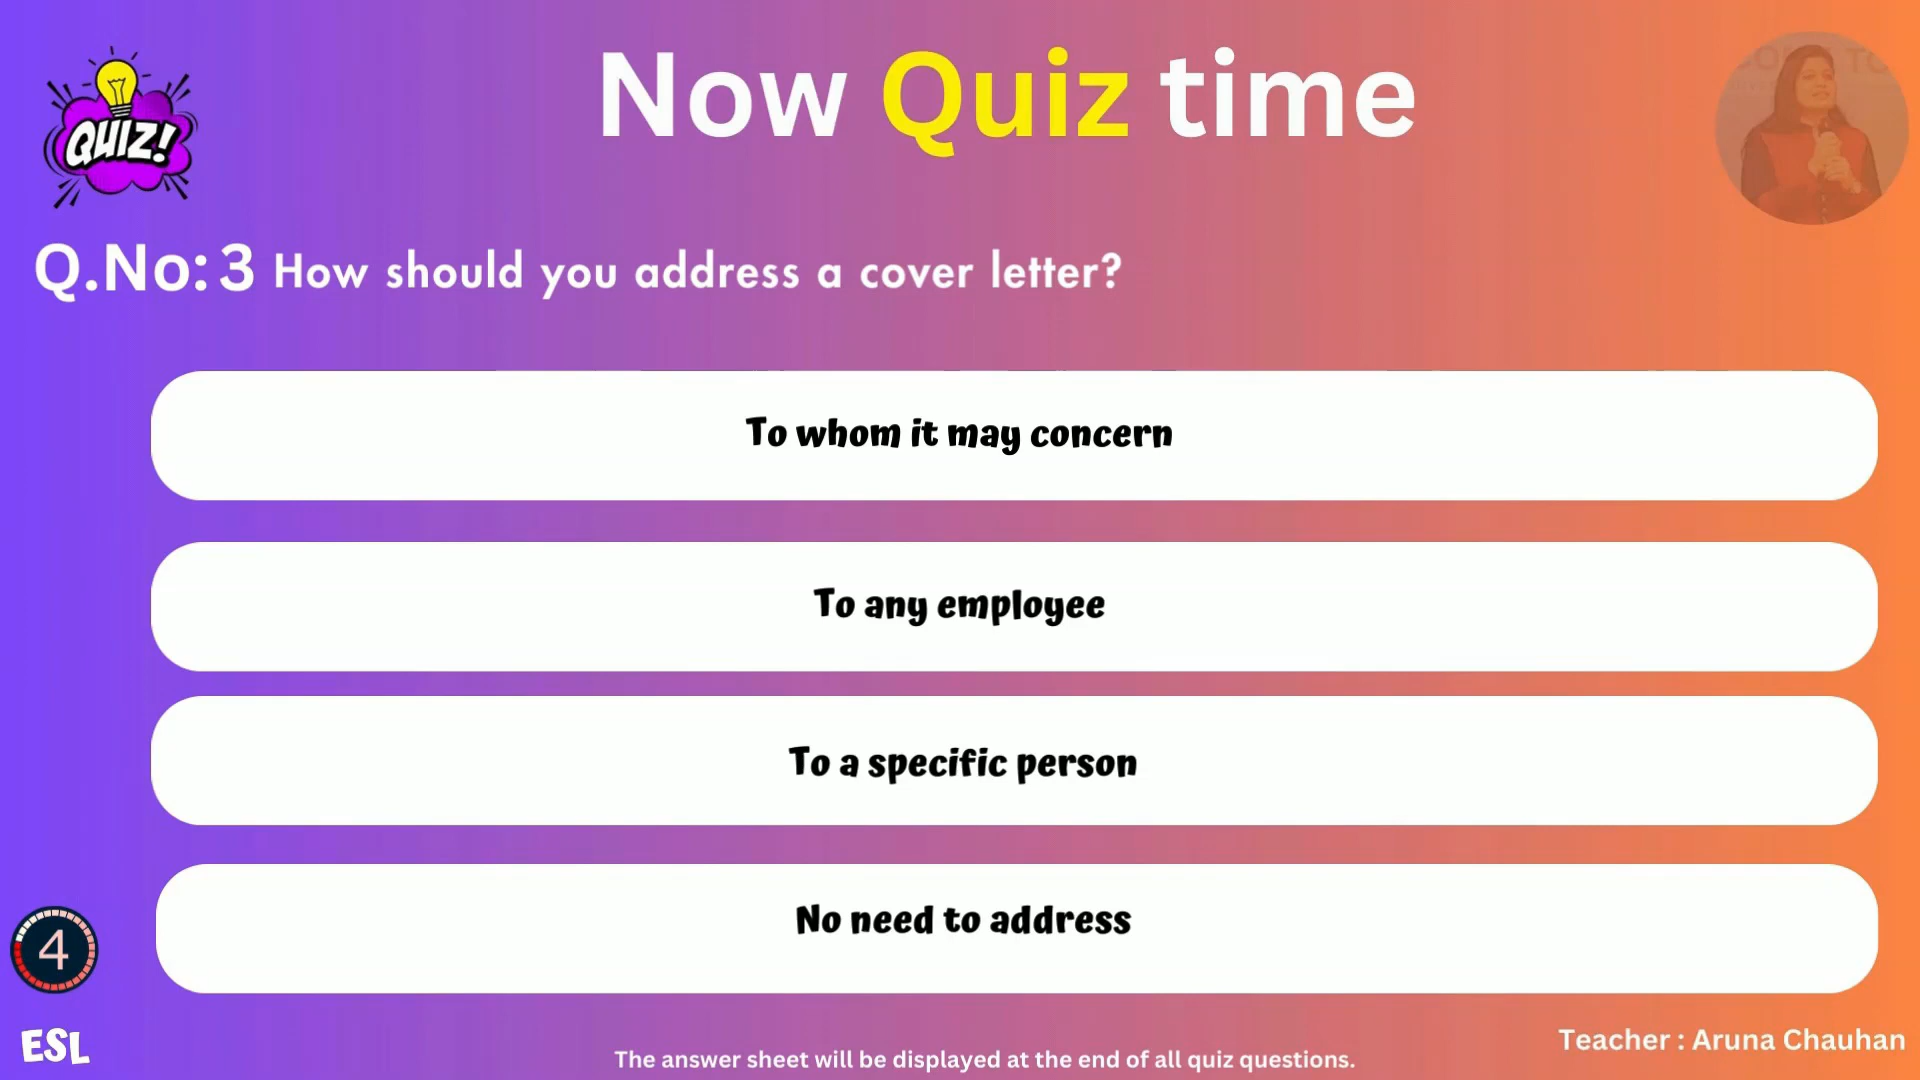 Now Quiz time
QUIZ!
Q.No: 3 How should you address a cover letter?
To whom it may concern
To any employee
To a specific person
No need to address
4
ESL
Teacher : Aruna Chauhan
The answer sheet will be displayed at the end of all quiz questions.